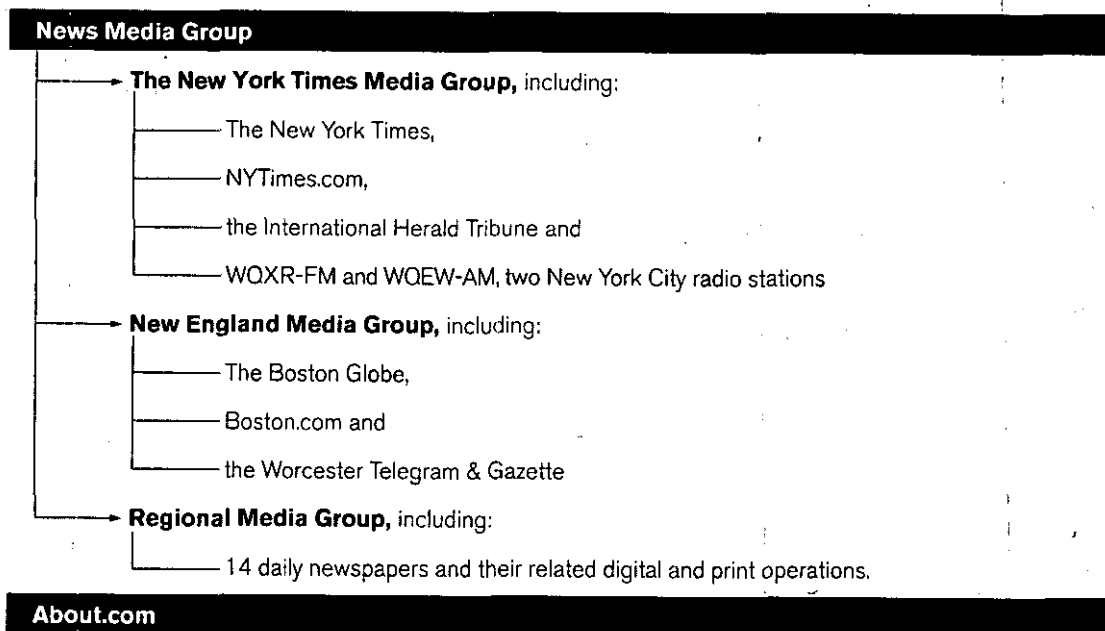 News Media Group
The New York Times Media Group, including:
The New York Times,
NYTimes.com,
the International Herald Tribune and
WQXR-FM and WQEW-AM, two New York City radio stations
New England Media Group, including:
The Boston Globe,
Boston.com and
the Worcester Telegram & Gazette
Regional Media Group, including:
14 daily newspapers and their related digital and print operations.
About.com